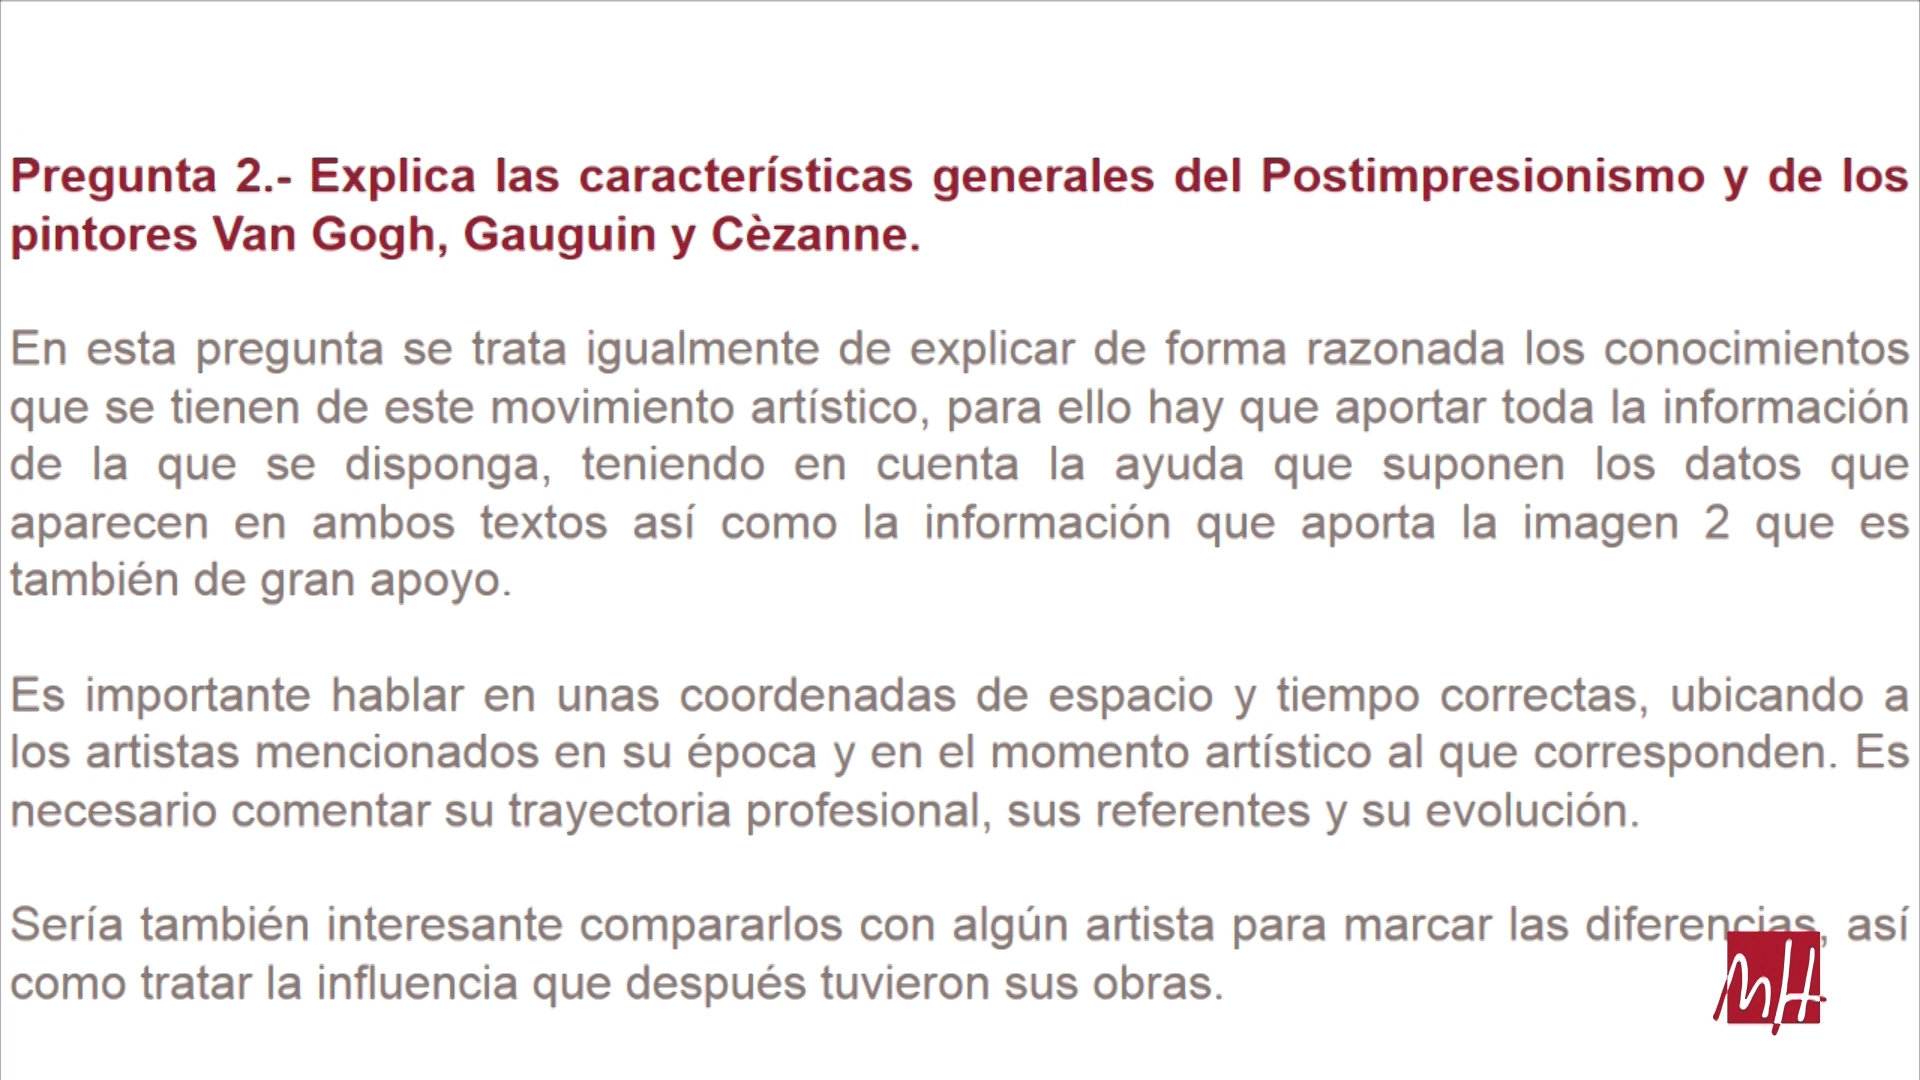 Pregunta 2.- Explica las características generales del Postimpresionismo y de los
pintores Van Gogh, Gauguin y Cèzanne.
En esta pregunta se trata igualmente de explicar de forma razonada los conocimientos
que se tienen de este movimiento artístico, para ello hay que aportar toda la información
de la que se disponga, teniendo en cuenta la ayuda que suponen los datos que
aparecen en ambos textos así como la información que aporta la imagen 2 que es
también de gran apoyo.
Es importante hablar en unas coordenadas de espacio y tiempo correctas, ubicando a
los artistas mencionados en su época y en el momento artístico al que corresponden. Es
necesario comentar su trayectoria profesional, sus referentes y su evolución.
Sería también interesante compararlos con algún artista para marcar las diferencias, así
como tratar la influencia que después tuvieron sus obras.
MH